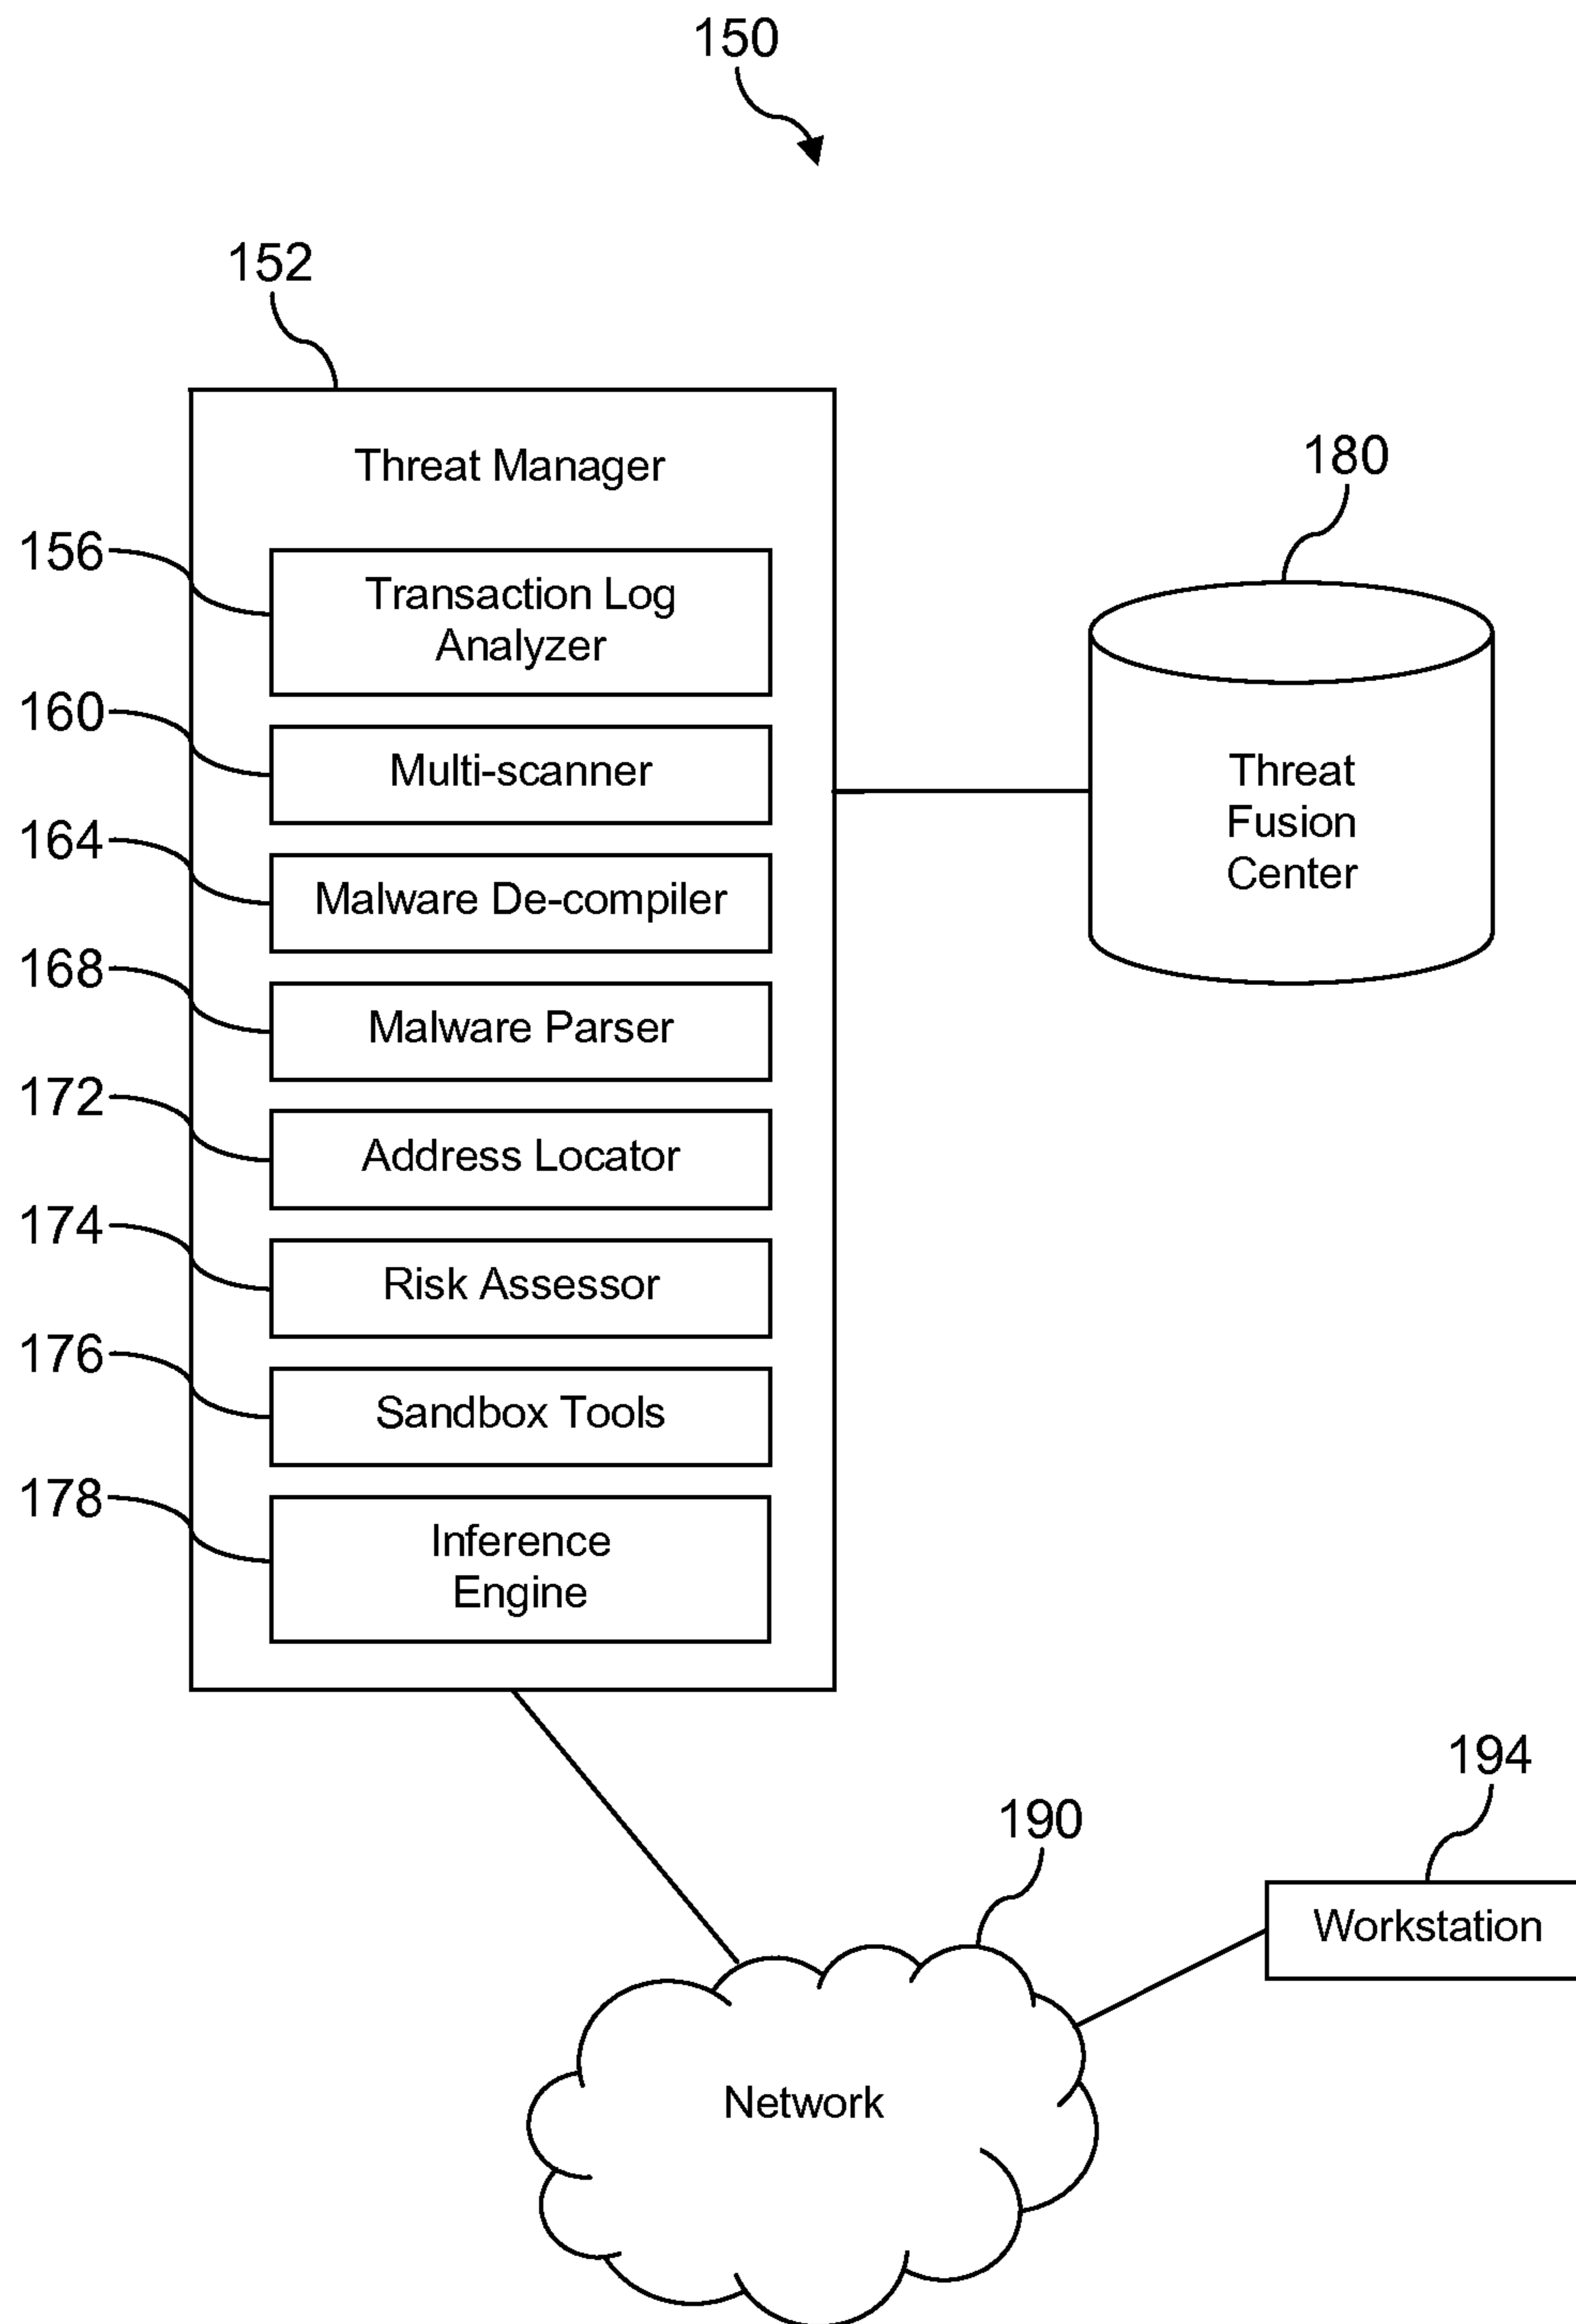 150
152
Threat Manager
180
156
Transaction Log
Analyzer
160
Multi-scanner
Threat
Fusion
Center
164
Malware De-compiler
168
Malware Parser
172
Address Locator
174
Risk Assessor
176
Sandbox Tools
178
Inference
Engine
194
190
Workstation
Network